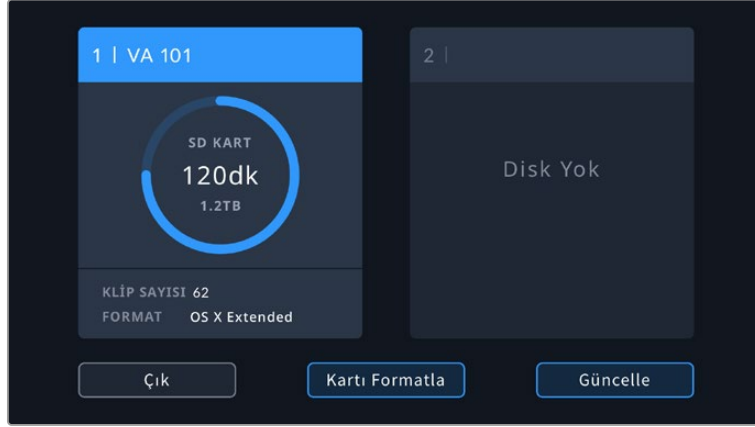 1 | VA 101
SD KART
120dk
1.2TB
KLİP SAYISI 62
FORMAT OS X Extended
2 |
Disk Yok
Çık
Kartı Formatla
Güncelle